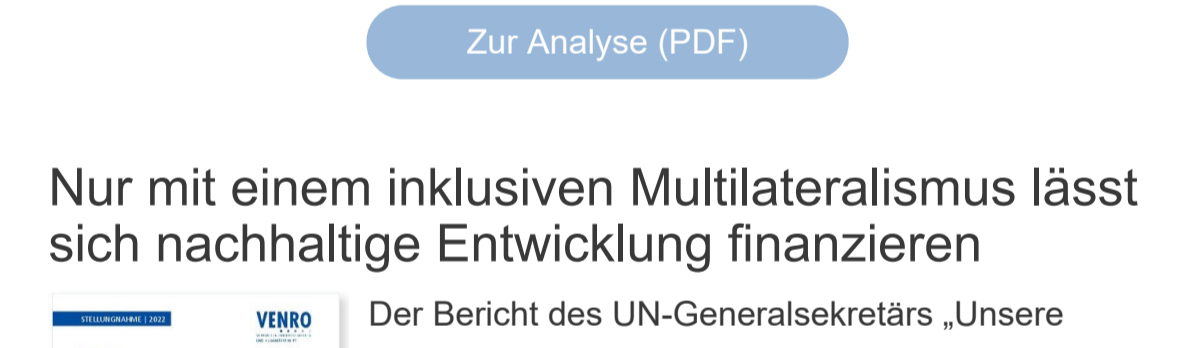 Zur Analyse (PDF)
Nur mit einem inklusiven Multilateralismus lässt
sich nachhaltige Entwicklung finanzieren
STELLUNGNAHME | 2022
VENRO
Der Bericht des UN-Generalsekretärs „Unsere